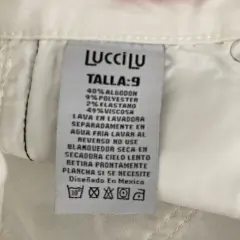 LUCCILU
TALLA:9
40%ALGODON
9%POLYESTER
2%ELASTANO
49%VISCOSA
LAVA EN LAVADORA
SEPARADAMENTE EN
AGUA FRIA LAVAR AL
REVERSO NO USE
BLANQUEDOR SECA
EN SECADORA CIELO LENTO
RETIRA PRONTAMENTE
PLANCHA SI SE NECESITE
Diseñado En Mexico